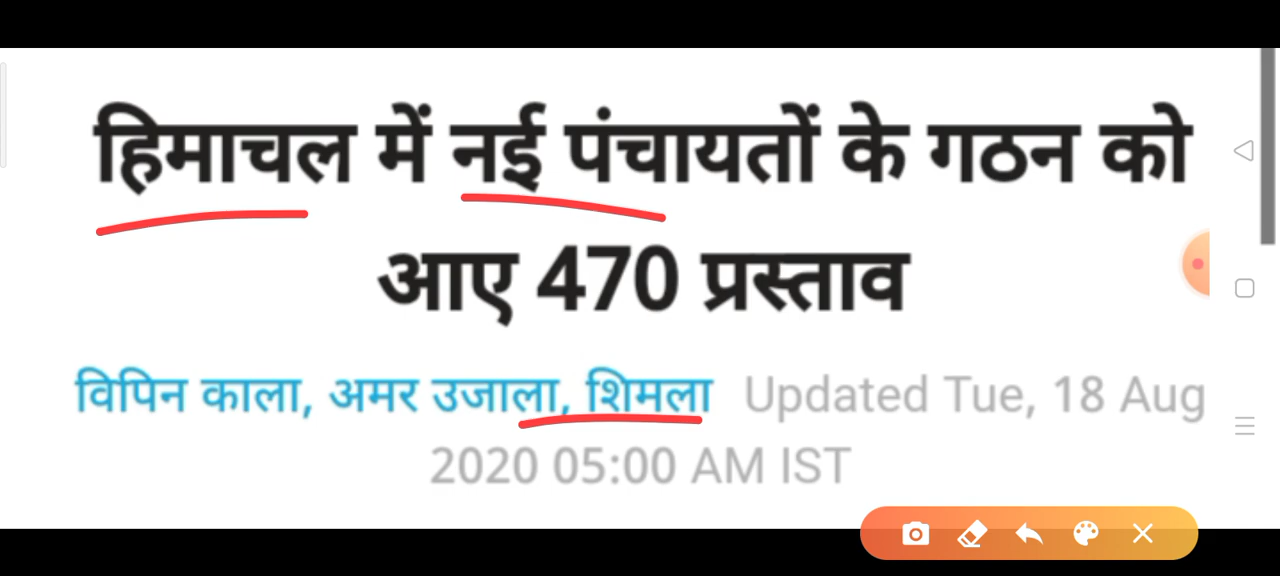 हिमाचल में नई पंचायतों के गठन को
आए 470 प्रस्ताव
विपिन काला, अमर उजाला, शिमला Updated Tue, 18 Aug
2020 05:00 AM IST